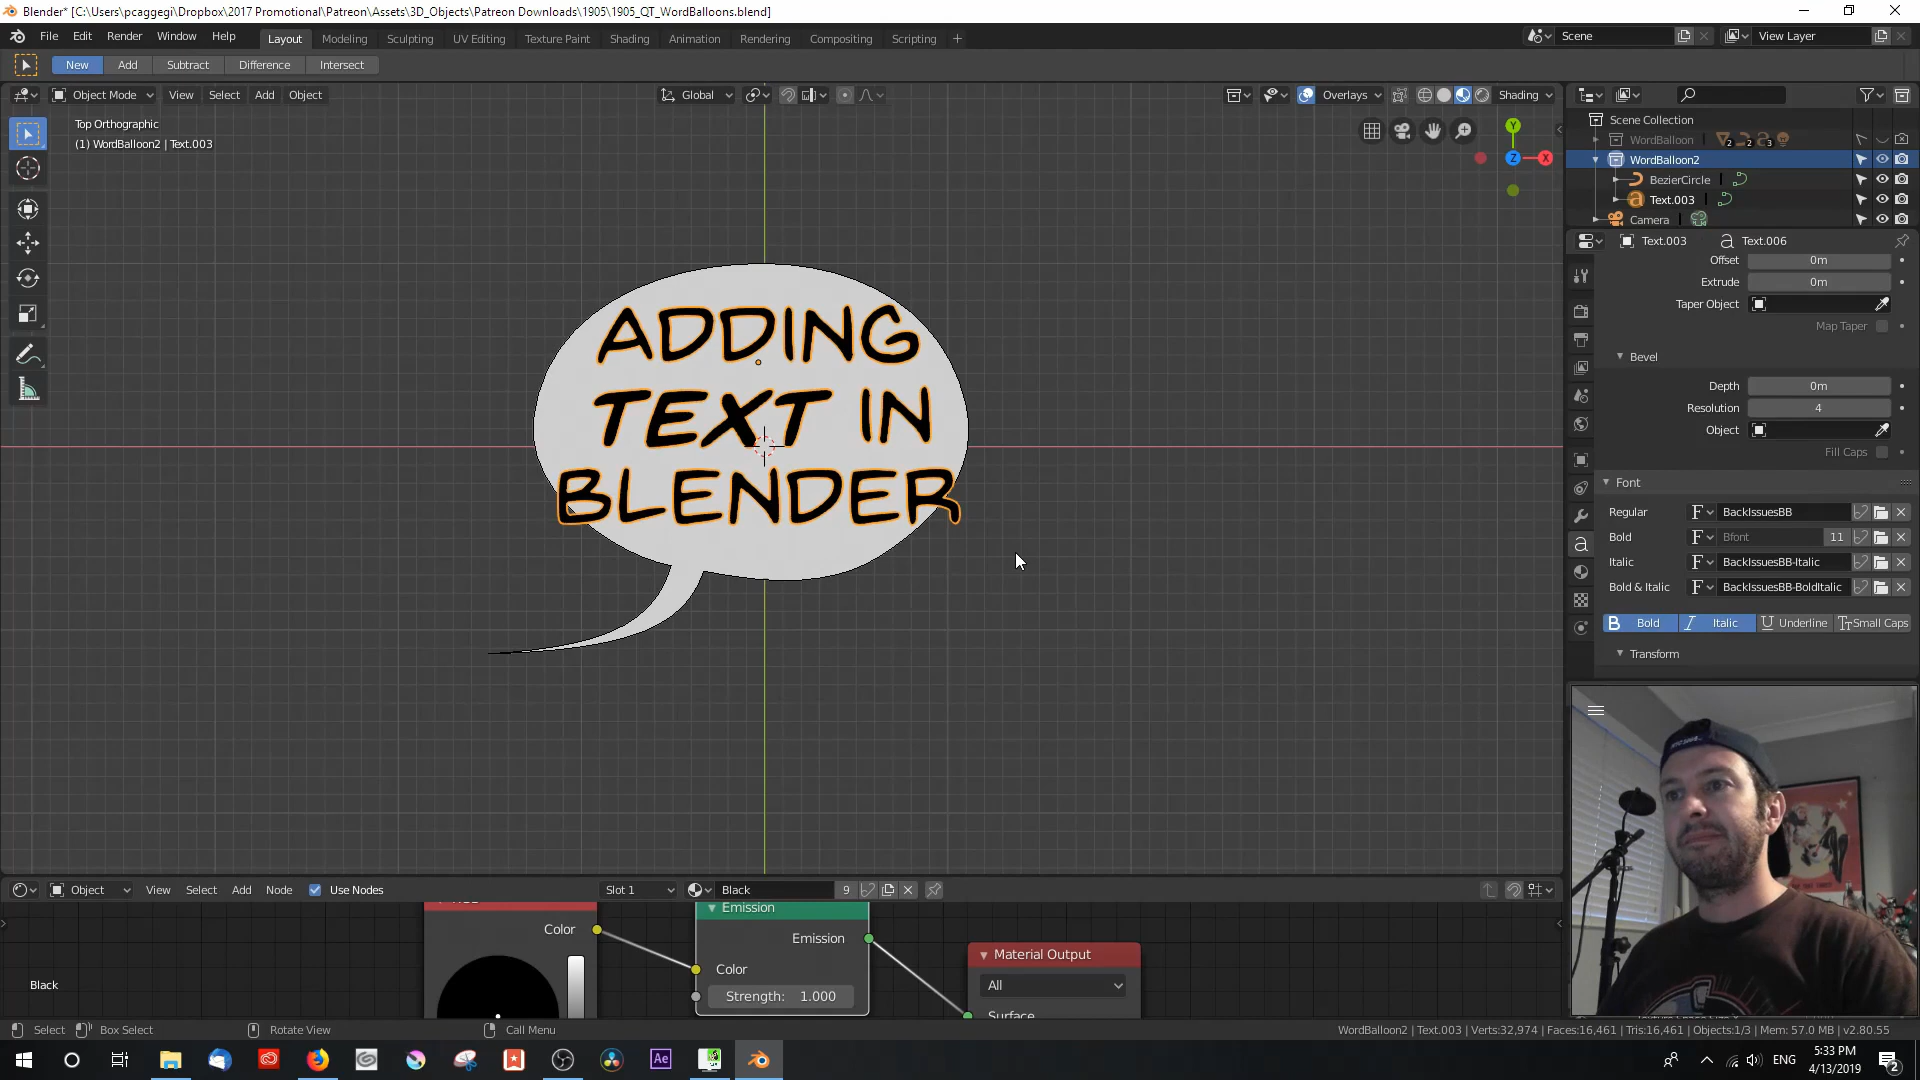 Blender* [C:\Users\pcaggegi\Dropbox\2017 Promotional\Patreon\Assets\3D_Objects\Patreon Downloads\1905\1905_QT_WordBalloons.blend]
File Edit Render Window Help Layout Modeling Sculpting UV Editing Texture Paint Shading Animation Rendering Compositing Scripting + Scene View Layer
New Add Subtract Difference Intersect
Object Mode View Select Add Object Global Overlays Shading
Top Orthographic
(1) WordBalloon2 | Text.003
Y
Z X
ADDING
TEXT IN
BLENDER
Scene Collection
WordBalloon 2 2 3
WordBalloon2
BezierCircle
Text.003
Camera
Text.003 Text.006
Offset 0m
Extrude 0m
Taper Object
Map Taper
Bevel
Depth 0m
Resolution 4
Object
Fill Caps
Font
Regular F BackIssuesBB
Bold F Bfont 11
Italic F BackIssuesBB-Italic
Bold & Italic F BackIssuesBB-BoldItalic
B Bold I Italic U Underline Tt Small Caps
Transform
Object View Select Add Node Use Nodes Slot 1 Black 9
Color
Emission
Emission
Color
Strength: 1.000
Material Output
All
Surface
Black
Select Box Select Rotate View Call Menu WordBalloon2 | Text.003 | Verts:32,974 | Faces:16,461 | Tris:16,461 | Objects:1/3 | Mem: 57.0 MB | v2.80.55
Ae ENG 5:33 PM
4/13/2019 2